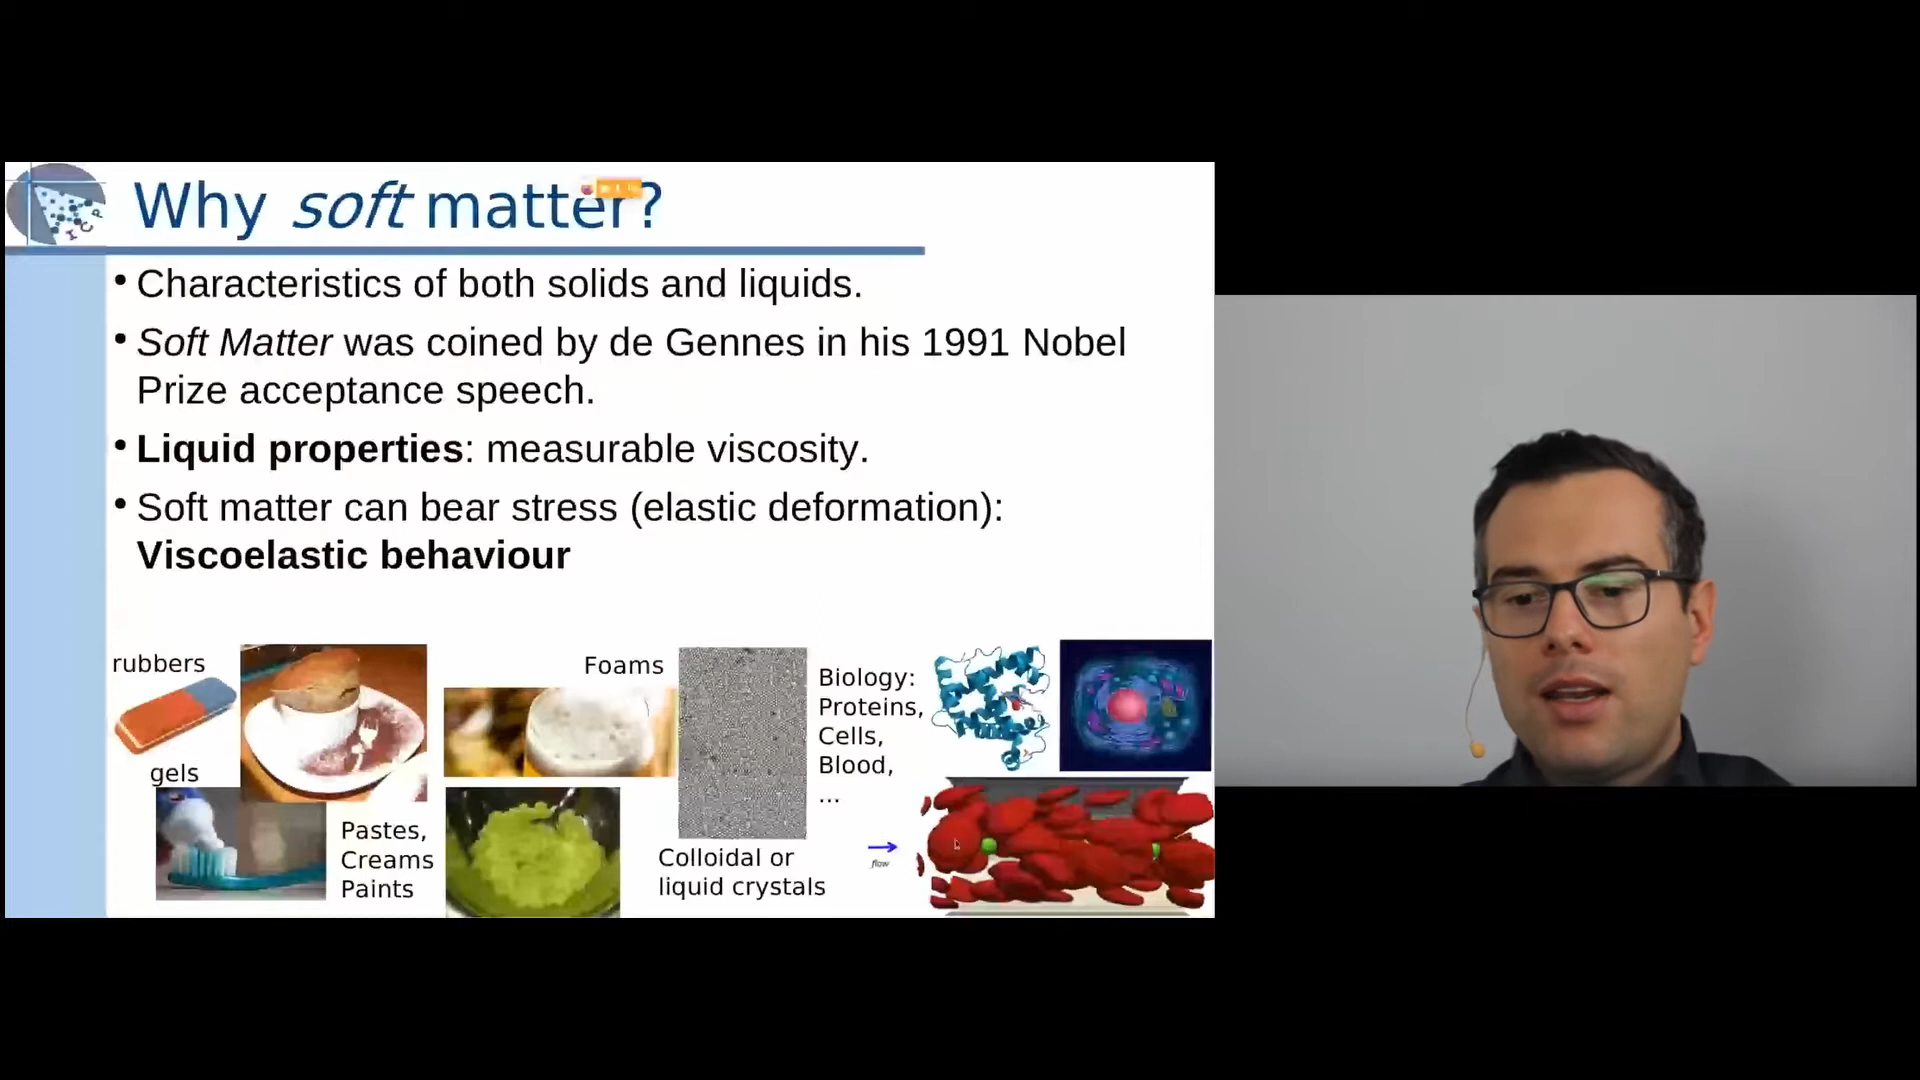 Why soft matter?
ICP
• Characteristics of both solids and liquids.
• Soft Matter was coined by de Gennes in his 1991 Nobel
Prize acceptance speech.
• Liquid properties: measurable viscosity.
• Soft matter can bear stress (elastic deformation):
Viscoelastic behaviour
rubbers
gels
Pastes,
Creams
Paints
Foams
Colloidal or
liquid crystals
Biology:
Proteins,
Cells,
Blood,
...
flow